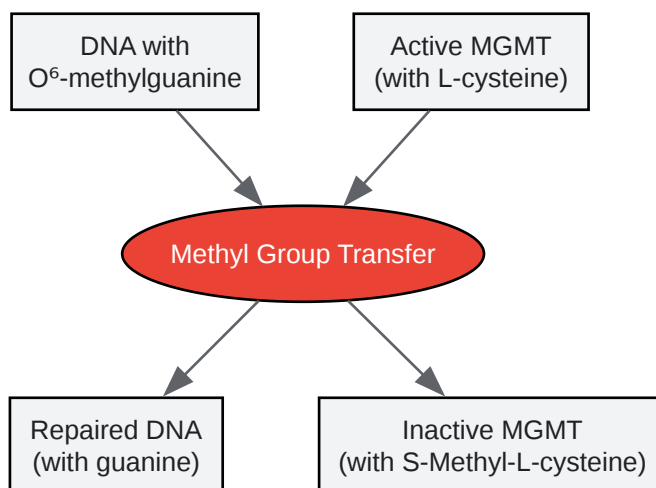 DNA with
O⁶-methylguanine
Active MGMT
(with L-cysteine)
Methyl Group Transfer
Repaired DNA
(with guanine)
Inactive MGMT
(with S-Methyl-L-cysteine)